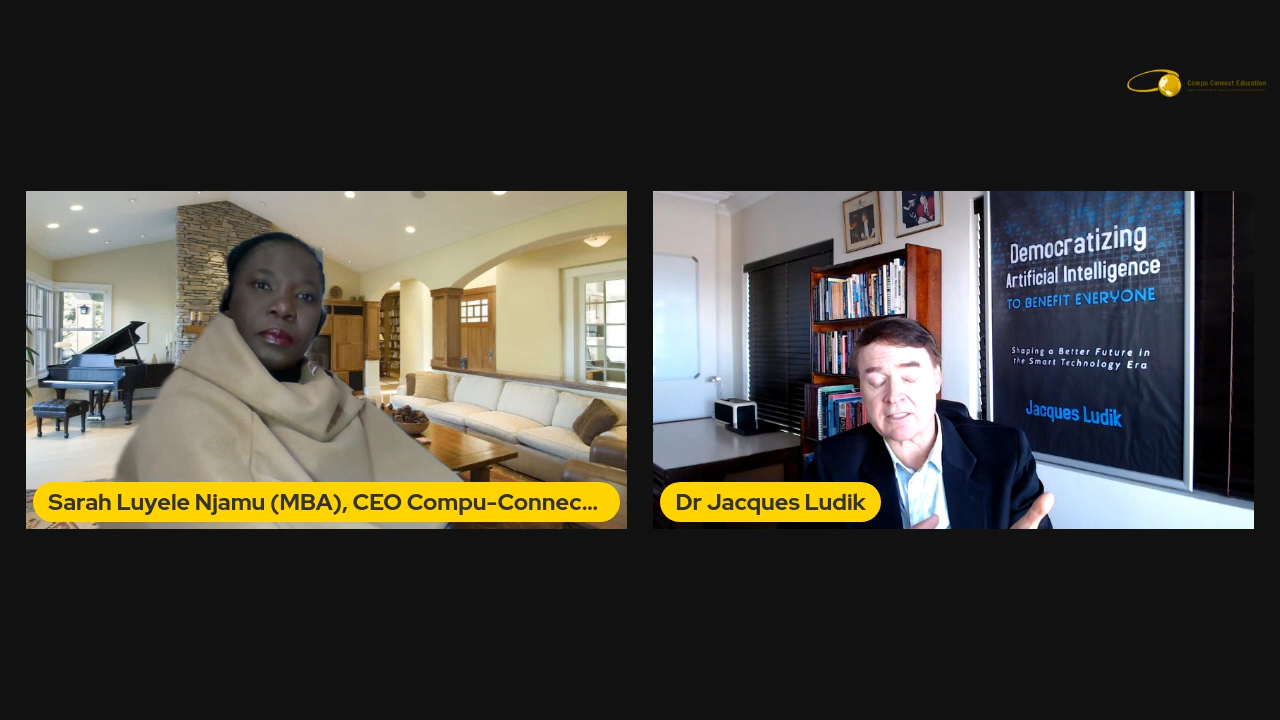 Compu Connect Education
Democratizing
Artificial Intelligence
TO BENEFIT EVERYONE
Shaping a Better Future in
the Smart Technology Era
Jacques Ludik
Sarah Luyele Njamu (MBA), CEO Compu-Connec...
Dr Jacques Ludik